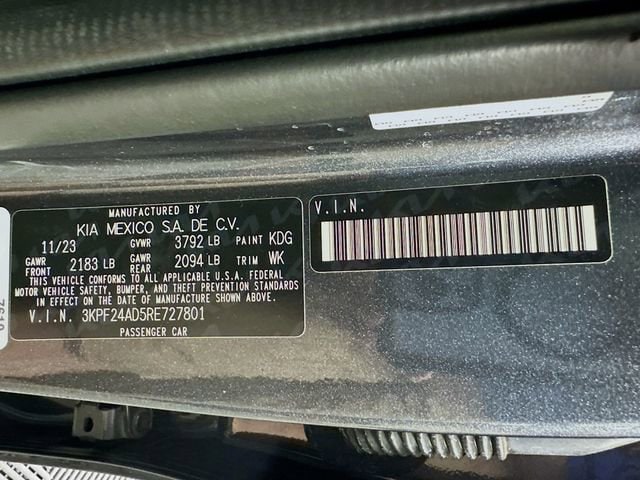 MANUFACTURED BY
KIA MEXICO S.A. DE C.V.
11/23 GVWR 3792 LB PAINT KDG
GAWR FRONT 2183 LB GAWR REAR 2094 LB TRIM WK
THIS VEHICLE CONFORMS TO ALL APPLICABLE U.S.A. FEDERAL
MOTOR VEHICLE SAFETY, BUMPER, AND THEFT PREVENTION STANDARDS
IN EFFECT ON THE DATE OF MANUFACTURE SHOWN ABOVE.
V.I.N. 3KPF24AD5RE727801
PASSENGER CAR
V.I.N.